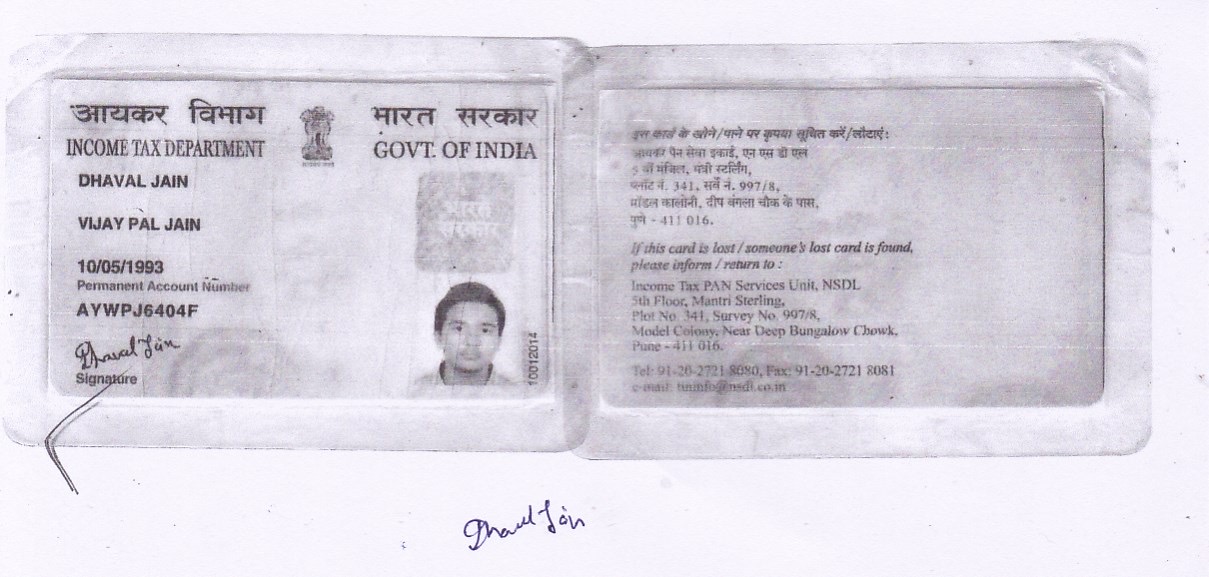 आयकर विभाग भारत सरकार
INCOME TAX DEPARTMENT GOVT. OF INDIA
DHAVAL JAIN
VIJAY PAL JAIN
10/05/1993
Permanent Account Number
AYWPJ6404F
Dhaval Jain
Signature
भारत
सरकार
10012014
इस कार्ड के खोने/पाने पर कृपया सूचित करें/लौटाएं:
आयकर पैन सेवा इकाई, एन एस डी एल
5 वीं मंजिल, मंत्री स्टर्लिंग,
प्लॉट नं. 341, सर्वे नं. 997/8,
मॉडल कालोनी, दीप बंगला चौक के पास,
पुणे - 411 016.
If this card is lost / someone's lost card is found,
please inform / return to :
Income Tax PAN Services Unit, NSDL
5th Floor, Mantri Sterling,
Plot No. 341, Survey No. 997/8,
Model Colony, Near Deep Bungalow Chowk,
Pune - 411 016.
Tel: 91-20-2721 8080, Fax: 91-20-2721 8081
e-mail: tininfo@nsdl.co.in
Dhaval Jain